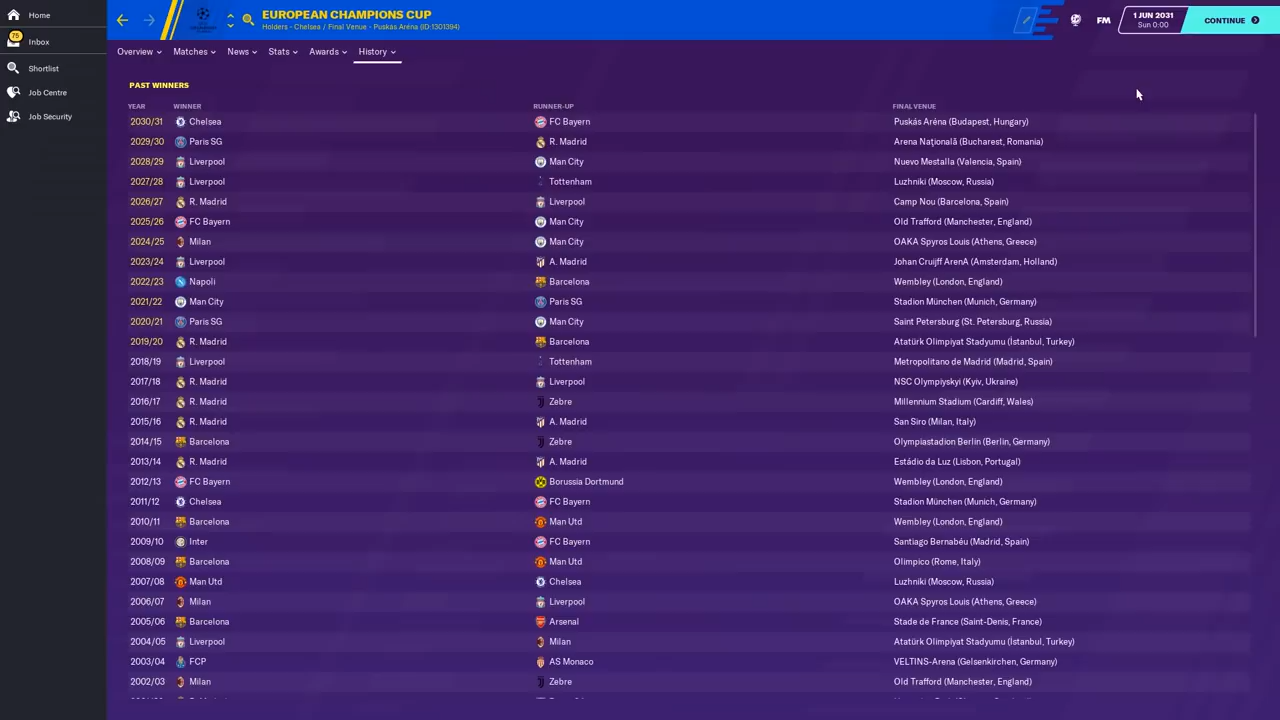 Home
75
Inbox
Shortlist
Job Centre
Job Security
EUROPEAN CHAMPIONS CUP
Holders - Chelsea / Final Venue - Puskás Aréna (ID:1301394)
FM
1 JUN 2031
Sun 0:00
CONTINUE
Overview Matches News Stats Awards History
PAST WINNERS
YEAR WINNER RUNNER-UP FINAL VENUE
2030/31 Chelsea FC Bayern Puskás Aréna (Budapest, Hungary)
2029/30 Paris SG R. Madrid Arena Naţională (Bucharest, Romania)
2028/29 Liverpool Man City Nuevo Mestalla (Valencia, Spain)
2027/28 Liverpool Tottenham Luzhniki (Moscow, Russia)
2026/27 R. Madrid Liverpool Camp Nou (Barcelona, Spain)
2025/26 FC Bayern Man City Old Trafford (Manchester, England)
2024/25 Milan Man City OAKA Spyros Louis (Athens, Greece)
2023/24 Liverpool A. Madrid Johan Cruijff ArenA (Amsterdam, Holland)
2022/23 Napoli Barcelona Wembley (London, England)
2021/22 Man City Paris SG Stadion München (Munich, Germany)
2020/21 Paris SG Man City Saint Petersburg (St. Petersburg, Russia)
2019/20 R. Madrid Barcelona Atatürk Olimpiyat Stadyumu (İstanbul, Turkey)
2018/19 Liverpool Tottenham Metropolitano de Madrid (Madrid, Spain)
2017/18 R. Madrid Liverpool NSC Olympiyskyi (Kyiv, Ukraine)
2016/17 R. Madrid Zebre Millennium Stadium (Cardiff, Wales)
2015/16 R. Madrid A. Madrid San Siro (Milan, Italy)
2014/15 Barcelona Zebre Olympiastadion Berlin (Berlin, Germany)
2013/14 R. Madrid A. Madrid Estádio da Luz (Lisbon, Portugal)
2012/13 FC Bayern Borussia Dortmund Wembley (London, England)
2011/12 Chelsea FC Bayern Stadion München (Munich, Germany)
2010/11 Barcelona Man Utd Wembley (London, England)
2009/10 Inter FC Bayern Santiago Bernabéu (Madrid, Spain)
2008/09 Barcelona Man Utd Olimpico (Rome, Italy)
2007/08 Man Utd Chelsea Luzhniki (Moscow, Russia)
2006/07 Milan Liverpool OAKA Spyros Louis (Athens, Greece)
2005/06 Barcelona Arsenal Stade de France (Saint-Denis, France)
2004/05 Liverpool Milan Atatürk Olimpiyat Stadyumu (İstanbul, Turkey)
2003/04 FCP AS Monaco VELTINS-Arena (Gelsenkirchen, Germany)
2002/03 Milan Zebre Old Trafford (Manchester, England)